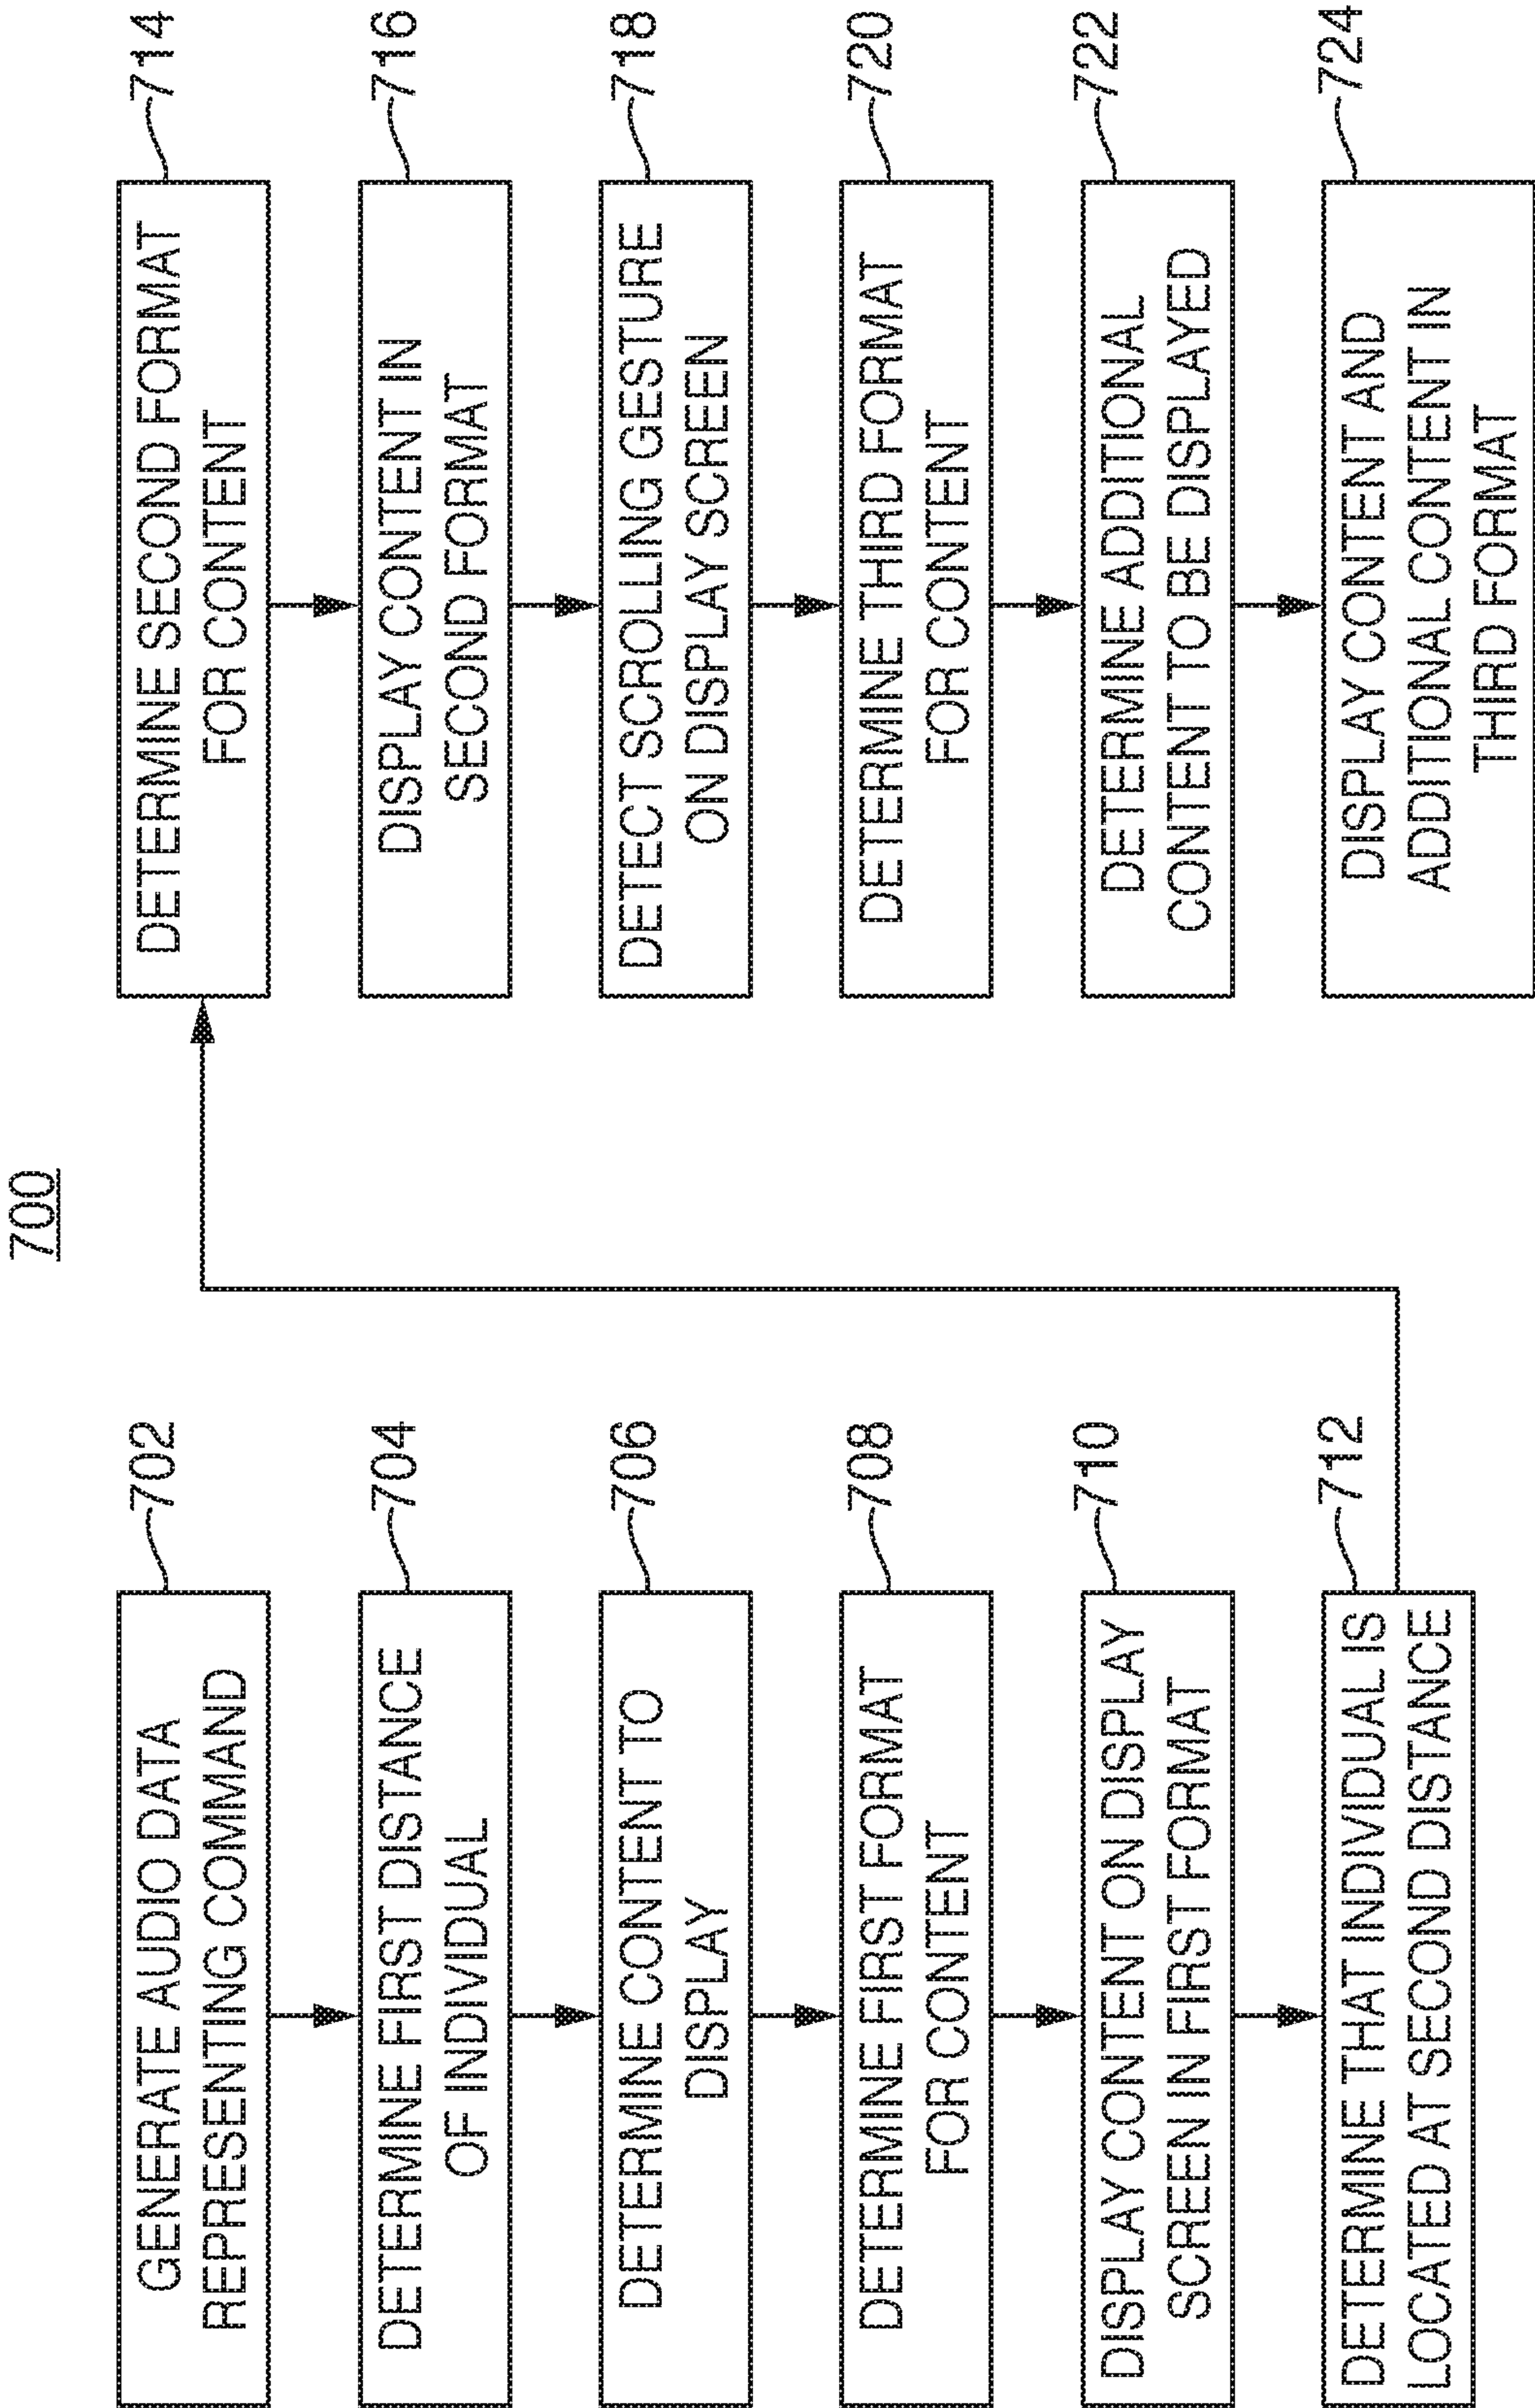 700
GENERATE AUDIO DATA
REPRESENTING COMMAND
702
DETERMINE FIRST DISTANCE
OF INDIVIDUAL
704
DETERMINE CONTENT TO
DISPLAY
706
DETERMINE FIRST FORMAT
FOR CONTENT
708
DISPLAY CONTENT ON DISPLAY
SCREEN IN FIRST FORMAT
710
DETERMINE THAT INDIVIDUAL IS
LOCATED AT SECOND DISTANCE
712
DETERMINE SECOND FORMAT
FOR CONTENT
714
DISPLAY CONTENT IN
SECOND FORMAT
716
DETECT SCROLLING GESTURE
ON DISPLAY SCREEN
718
DETERMINE THIRD FORMAT
FOR CONTENT
720
DETERMINE ADDITIONAL
CONTENT TO BE DISPLAYED
722
DISPLAY CONTENT AND
ADDITIONAL CONTENT IN
THIRD FORMAT
724